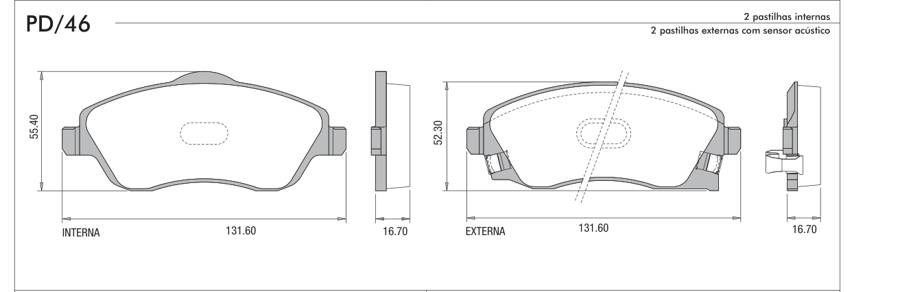 PD/46
2 pastilhas internas
2 pastilhas externas com sensor acústico
55.40
52.30
INTERNA
131.60
16.70
EXTERNA
131.60
16.70